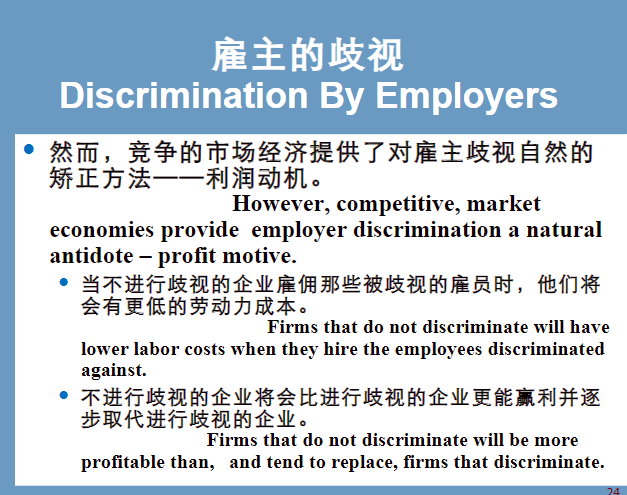 雇主的歧视
Discrimination By Employers
然而，竞争的市场经济提供了对雇主歧视自然的
矫正方法——利润动机。
However, competitive, market
economies provide employer discrimination a natural
antidote – profit motive.
当不进行歧视的企业雇佣那些被歧视的雇员时，他们将
会有更低的劳动力成本。
Firms that do not discriminate will have
lower labor costs when they hire the employees discriminated
against.
不进行歧视的企业将会比进行歧视的企业更能赢利并逐
步取代进行歧视的企业。
Firms that do not discriminate will be more
profitable than, and tend to replace, firms that discriminate.
24